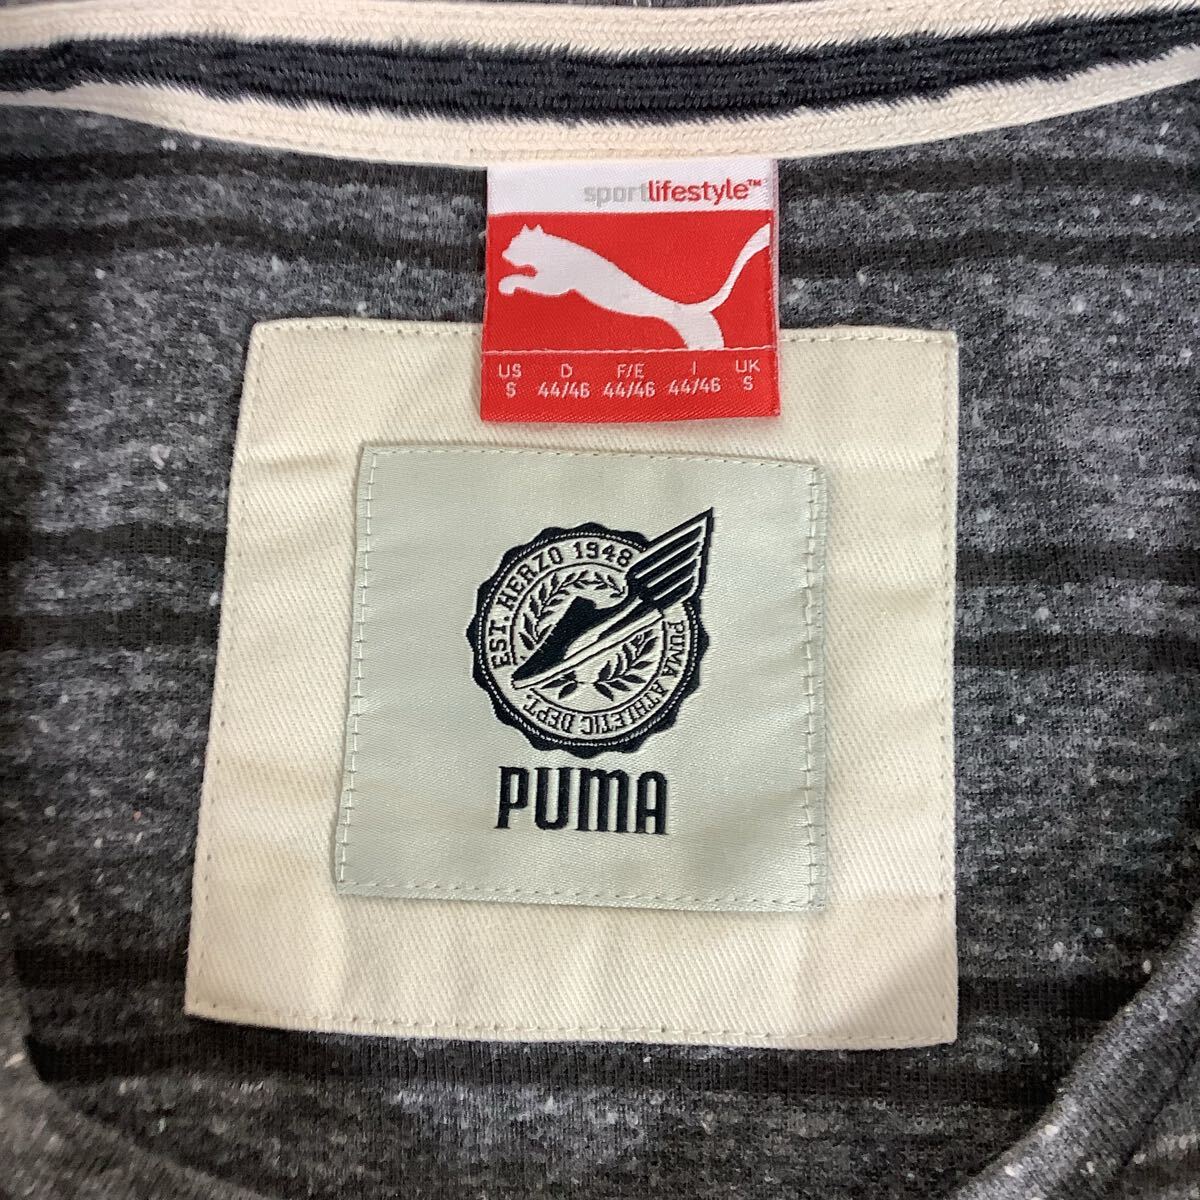 sportlifestyle™
US D F/E I UK
S 44/46 44/46 44/46 S
EST. HERZO 1948
PUMA ATHLETIC DEPT.
PUMA